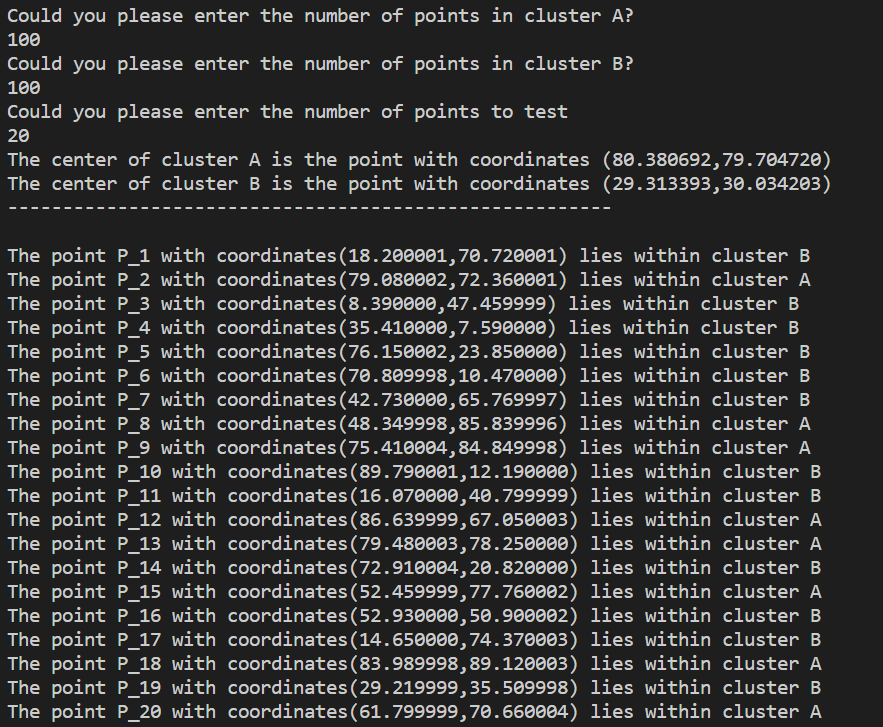 Could you please enter the number of points in cluster A?
100
Could you please enter the number of points in cluster B?
100
Could you please enter the number of points to test
20
The center of cluster A is the point with coordinates (80.380692,79.704720)
The center of cluster B is the point with coordinates (29.313393,30.034203)
-------------------------------------------------------
The point P_1 with coordinates(18.200001,70.720001) lies within cluster B
The point P_2 with coordinates(79.080002,72.360001) lies within cluster A
The point P_3 with coordinates(8.390000,47.459999) lies within cluster B
The point P_4 with coordinates(35.410000,7.590000) lies within cluster B
The point P_5 with coordinates(76.150002,23.850000) lies within cluster B
The point P_6 with coordinates(70.809998,10.470000) lies within cluster B
The point P_7 with coordinates(42.730000,65.769997) lies within cluster B
The point P_8 with coordinates(48.349998,85.839996) lies within cluster A
The point P_9 with coordinates(75.410004,84.849998) lies within cluster A
The point P_10 with coordinates(89.790001,12.190000) lies within cluster B
The point P_11 with coordinates(16.070000,40.799999) lies within cluster B
The point P_12 with coordinates(86.639999,67.050003) lies within cluster A
The point P_13 with coordinates(79.480003,78.250000) lies within cluster A
The point P_14 with coordinates(72.910004,20.820000) lies within cluster B
The point P_15 with coordinates(52.459999,77.760002) lies within cluster A
The point P_16 with coordinates(52.930000,50.900002) lies within cluster B
The point P_17 with coordinates(14.650000,74.370003) lies within cluster B
The point P_18 with coordinates(83.989998,89.120003) lies within cluster A
The point P_19 with coordinates(29.219999,35.509998) lies within cluster B
The point P_20 with coordinates(61.799999,70.660004) lies within cluster A